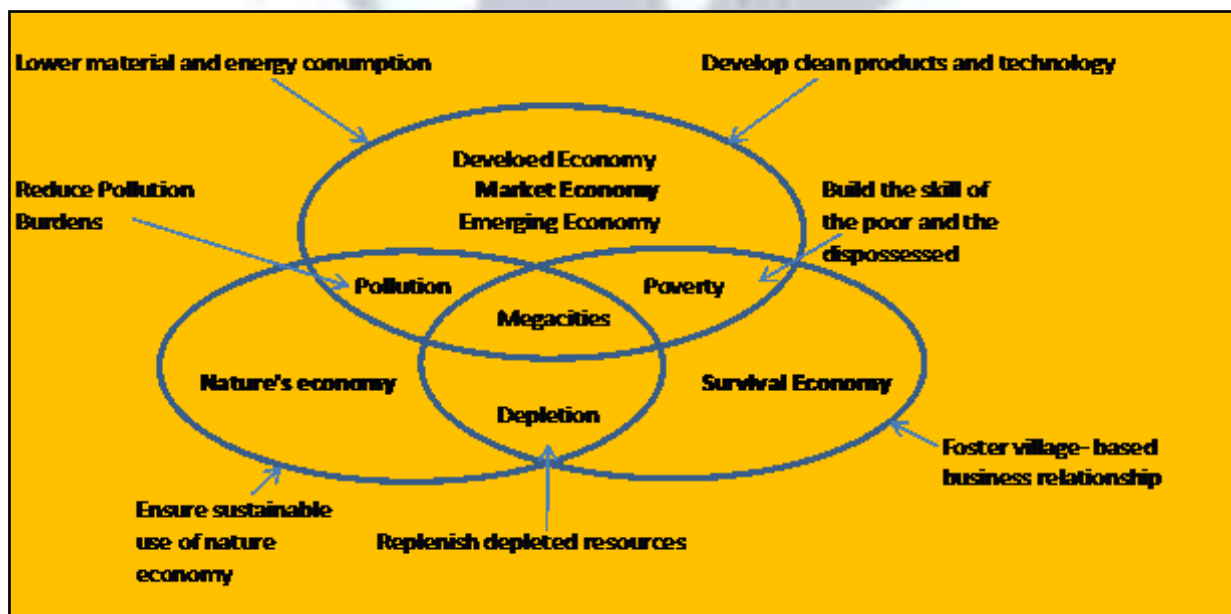 Lower material and energy conumption
Develop clean products and technology
Develoed Economy
Market Economy
Emerging Economy
Reduce Pollution
Burdens
Build the skill of
the poor and the
dispossessed
Pollution
Poverty
Megacities
Nature's economy
Survival Economy
Depletion
Foster village- based
business relationship
Ensure sustainable
use of nature
economy
Replenish depleted resources